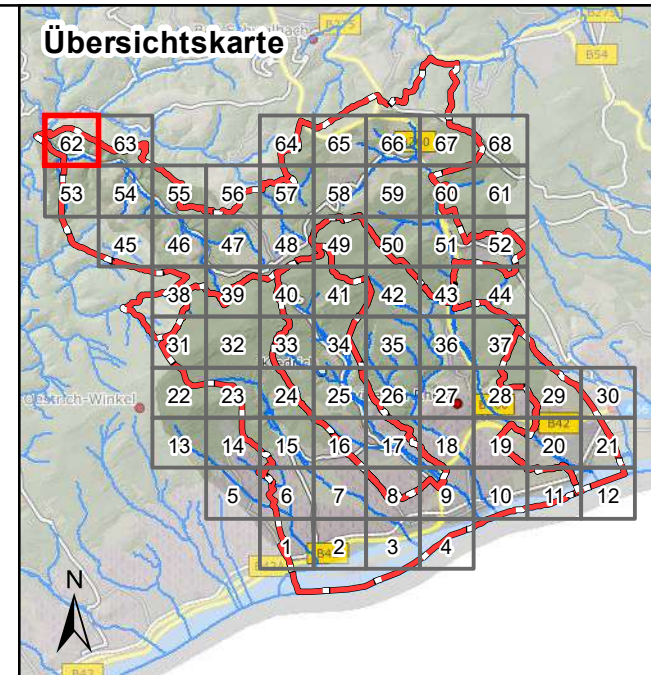 Übersichtskarte
B275
B54
62 63 64 65 66 67 68
53 54 55 56 57 58 59 60 61
45 46 47 48 49 50 51 52
38 39 40 41 42 43 44
31 32 33 34 35 36 37
Oestrich-Winkel
22 23 24 25 26 27 28 29 30
B42
13 14 15 16 17 18 19 20 21
5 6 7 8 9 10 11 12
1 2 3 4
N
B42